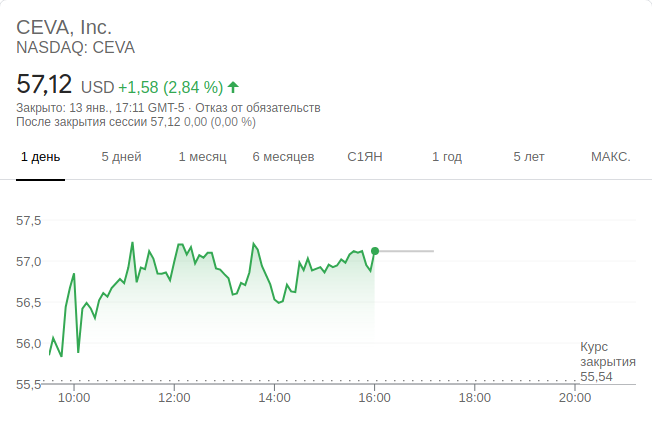 CEVA, Inc.
NASDAQ: CEVA
57,12 USD +1,58 (2,84 %)
Закрыто: 13 янв., 17:11 GMT-5 · Отказ от обязательств
После закрытия сессии 57,12 0,00 (0,00 %)
1 день 5 дней 1 месяц 6 месяцев С1ЯН 1 год 5 лет МАКС.
57,5
57,0
56,5
56,0
Курс
закрытия
55,54
55,5
10:00 12:00 14:00 16:00 18:00 20:00